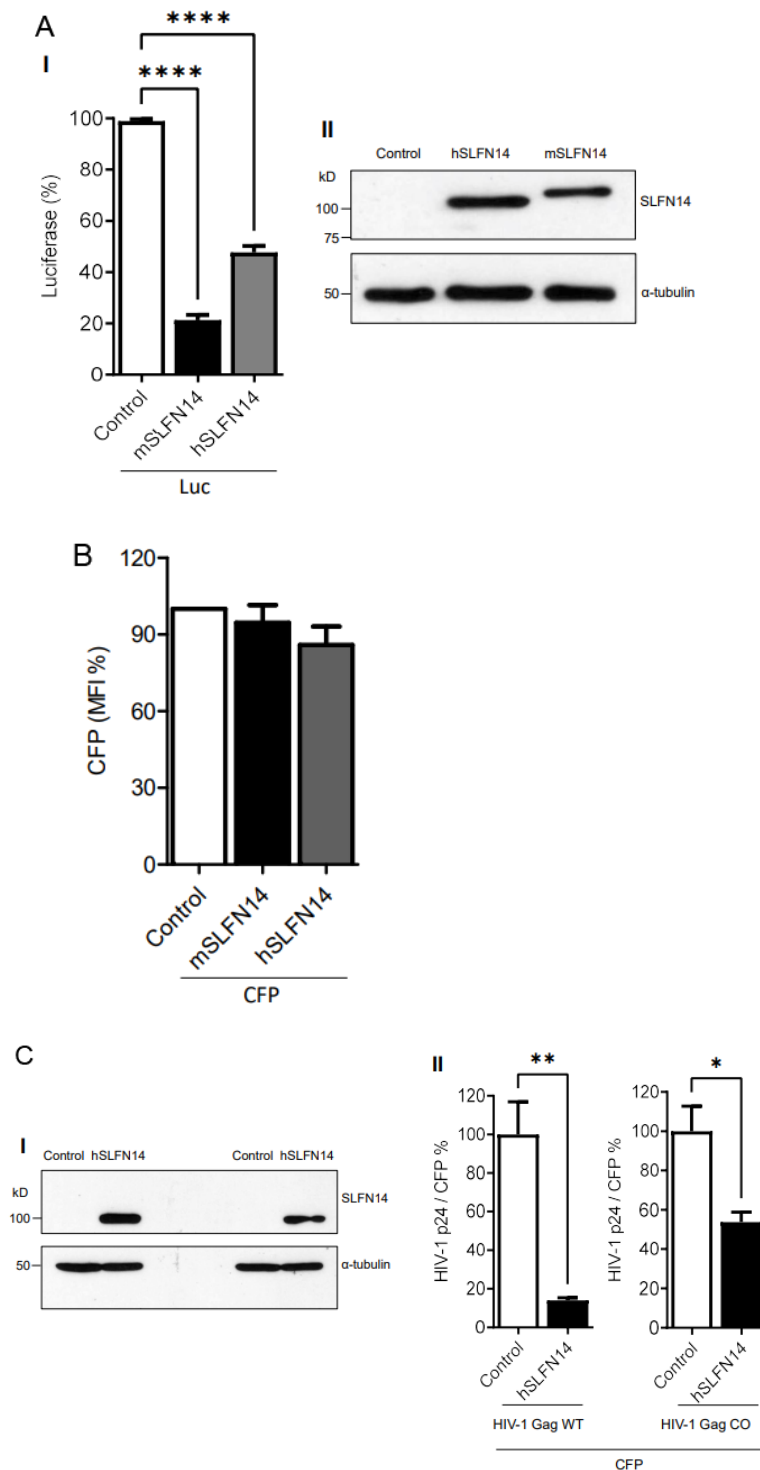 A
I
****
****
Luciferase (%)
100
80
60
40
20
0
Control
mSLFN14
hSLFN14
Luc
II
Control hSLFN14 mSLFN14
kD
100
75
SLFN14
50
α-tubulin
B
CFP (MFI %)
120
90
60
30
0
Control
mSLFN14
hSLFN14
CFP
C
I
Control hSLFN14 Control hSLFN14
kD
100
SLFN14
50
α-tubulin
II
**
HIV-1 p24 / CFP %
120
100
80
60
40
20
0
Control
hSLFN14
HIV-1 Gag WT
*
HIV-1 p24 / CFP %
120
100
80
60
40
20
0
Control
hSLFN14
HIV-1 Gag CO
CFP